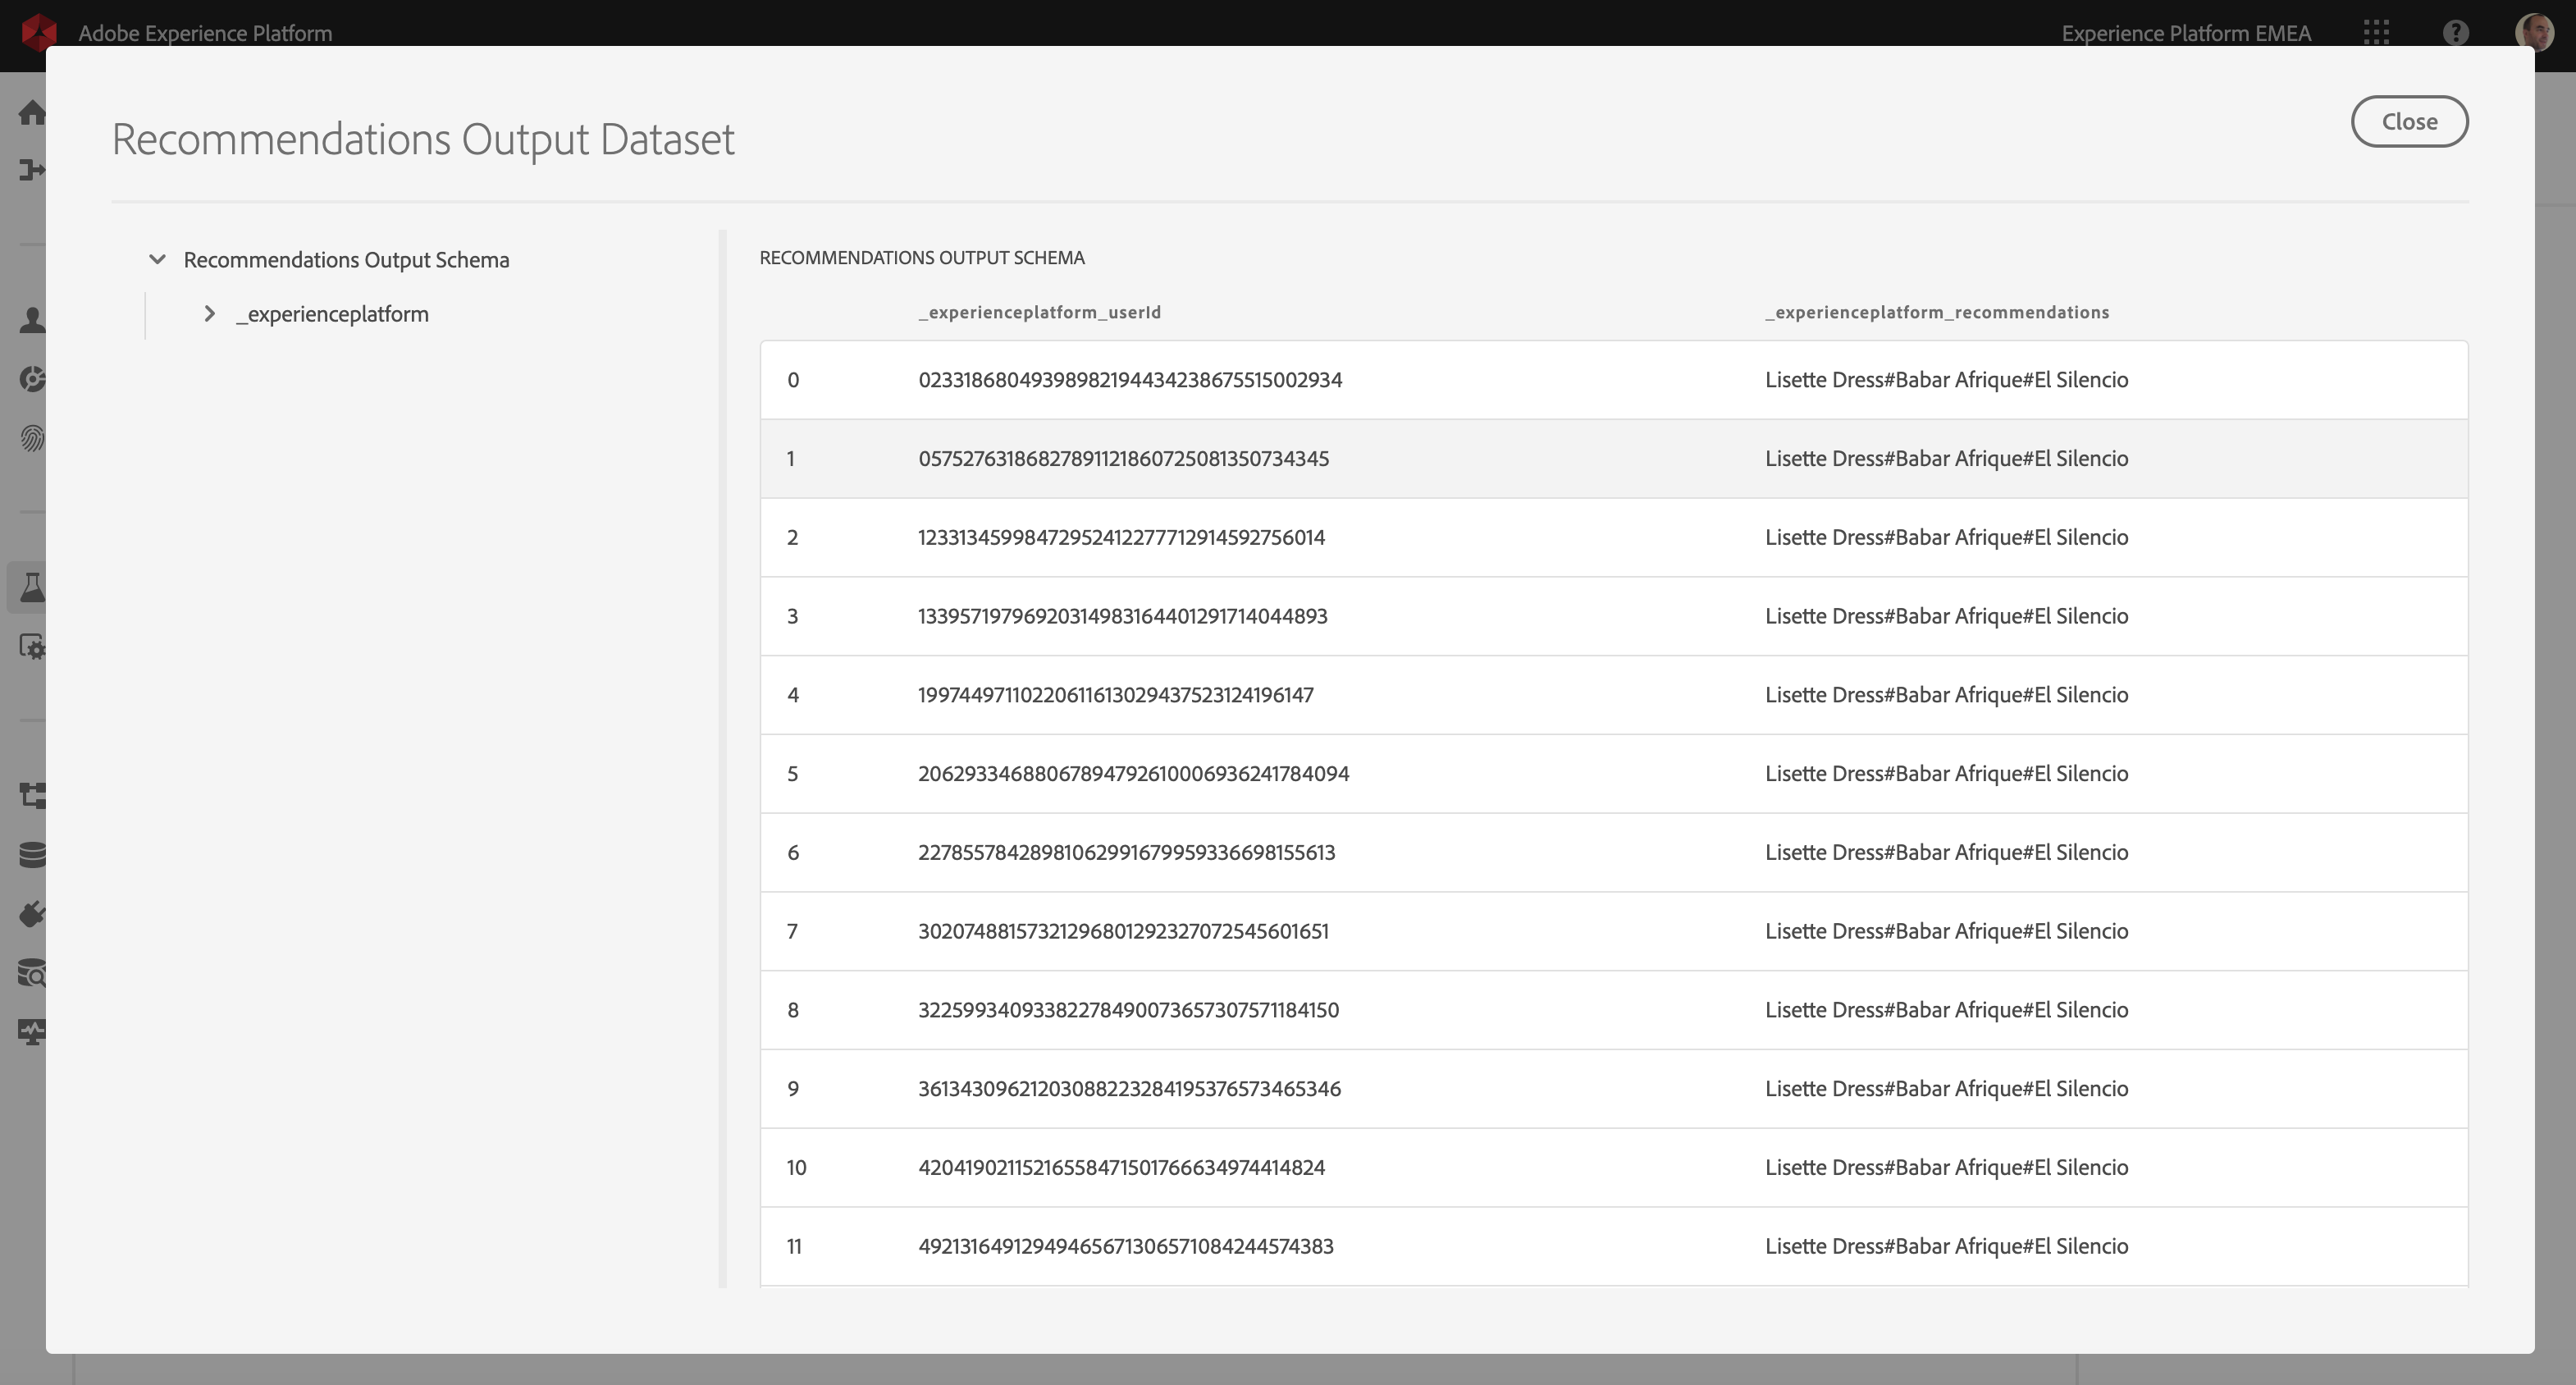 Adobe Experience Platform
Experience Platform EMEA
?
Recommendations Output Dataset
Close
Recommendations Output Schema
_experienceplatform
RECOMMENDATIONS OUTPUT SCHEMA
_experienceplatform_userId _experienceplatform_recommendations
0 02331868049398982194434238675515002934 Lisette Dress#Babar Afrique#El Silencio
1 05752763186827891121860725081350734345 Lisette Dress#Babar Afrique#El Silencio
2 12331345998472952412277712914592756014 Lisette Dress#Babar Afrique#El Silencio
3 13395719796920314983164401291714044893 Lisette Dress#Babar Afrique#El Silencio
4 19974497110220611613029437523124196147 Lisette Dress#Babar Afrique#El Silencio
5 20629334688067894792610006936241784094 Lisette Dress#Babar Afrique#El Silencio
6 22785578428981062991679959336698155613 Lisette Dress#Babar Afrique#El Silencio
7 30207488157321296801292327072545601651 Lisette Dress#Babar Afrique#El Silencio
8 32259934093382278490073657307571184150 Lisette Dress#Babar Afrique#El Silencio
9 36134309621203088223284195376573465346 Lisette Dress#Babar Afrique#El Silencio
10 42041902115216558471501766634974414824 Lisette Dress#Babar Afrique#El Silencio
11 49213164912949465671306571084244574383 Lisette Dress#Babar Afrique#El Silencio